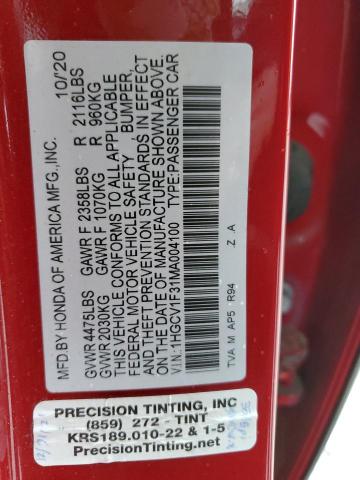 MFD.BY HONDA OF AMERICA MFG.,INC. 10/'20
GVWR 4475LBS GAWR F 2358LBS R 2116LBS
GVWR 2030KG GAWR F 1070KG R 960KG
THIS VEHICLE CONFORMS TO ALL APPLICABLE
FEDERAL MOTOR VEHICLE SAFETY, BUMPER,
AND THEFT PREVENTION STANDARDS IN EFFECT
ON THE DATE OF MANUFACTURE SHOWN ABOVE.
VIN:1HGCV1F31MA004100 TYPE:PASSENGER CAR
TVA M AP5 R94 Z A
PRECISION TINTING, INC
(859) 272 - TINT
KRS189.010-22 & 1-5
PrecisionTinting.net